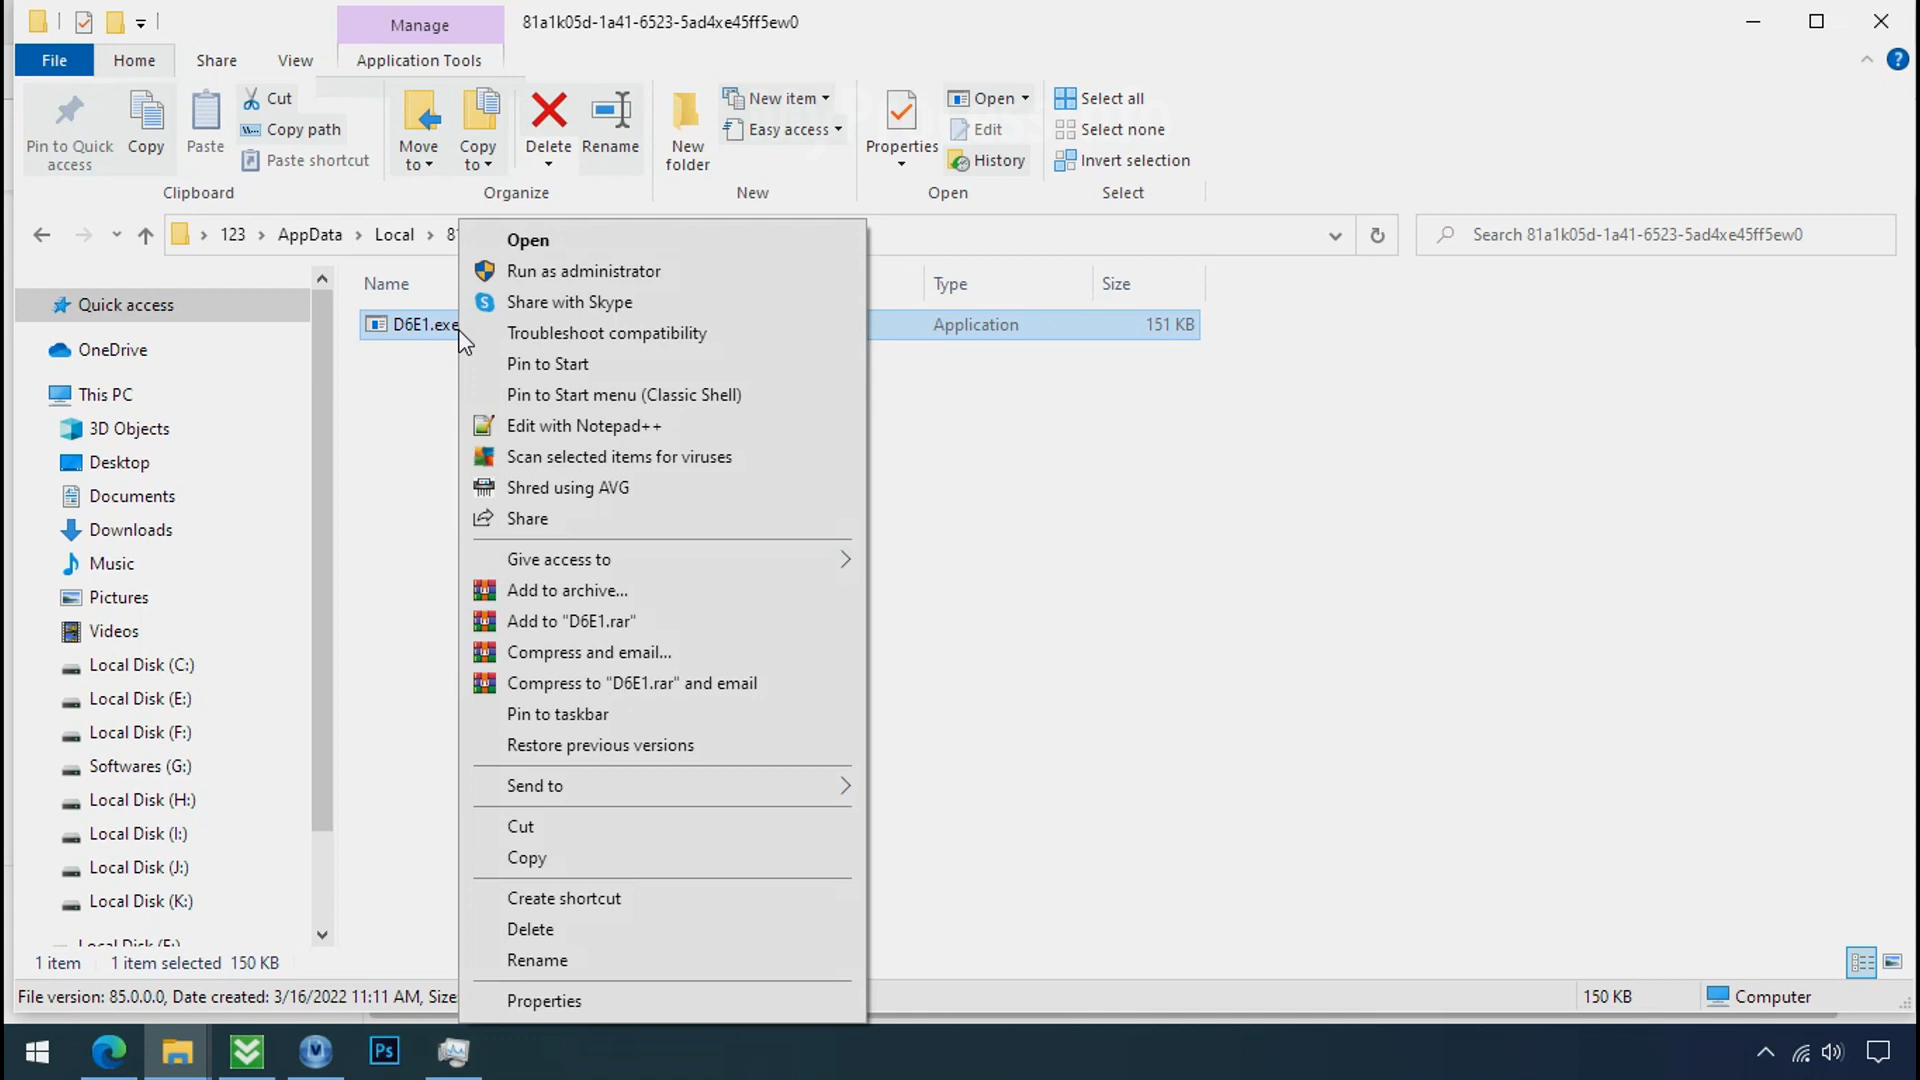 Manage
81a1k05d-1a41-6523-5ad4xe45ff5ew0
File
Home
Share
View
Application Tools
Pin to Quick access
Copy
Paste
Cut
Copy path
Paste shortcut
Clipboard
Move to
Copy to
Delete
Rename
Organize
New folder
New item
Easy access
New
Properties
Open
Edit
History
Open
Select all
Select none
Invert selection
Select
123
AppData
Local
Search 81a1k05d-1a41-6523-5ad4xe45ff5ew0
Quick access
OneDrive
This PC
3D Objects
Desktop
Documents
Downloads
Music
Pictures
Videos
Local Disk (C:)
Local Disk (E:)
Local Disk (F:)
Softwares (G:)
Local Disk (H:)
Local Disk (I:)
Local Disk (J:)
Local Disk (K:)
Name
Type
Size
D6E1.exe
Application
151 KB
Open
Run as administrator
Share with Skype
Troubleshoot compatibility
Pin to Start
Pin to Start menu (Classic Shell)
Edit with Notepad++
Scan selected items for viruses
Shred using AVG
Share
Give access to
Add to archive...
Add to "D6E1.rar"
Compress and email...
Compress to "D6E1.rar" and email
Pin to taskbar
Restore previous versions
Send to
Cut
Copy
Create shortcut
Delete
Rename
Properties
1 item
1 item selected 150 KB
File version: 85.0.0.0, Date created: 3/16/2022 11:11 AM,
150 KB
Computer
Ps